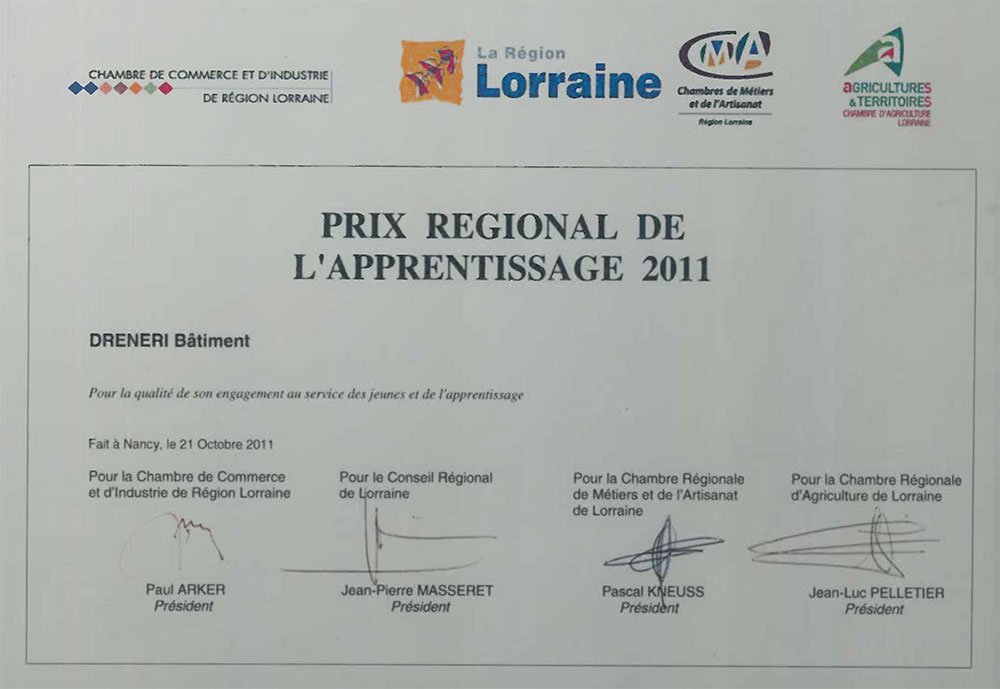 CHAMBRE DE COMMERCE ET D'INDUSTRIE
DE RÉGION LORRAINE
La Région
Lorraine
CMA
Chambres de Métiers
et de l'Artisanat
Région Lorraine
a
AGRICULTURES
& TERRITOIRES
CHAMBRE D'AGRICULTURE
LORRAINE
PRIX REGIONAL DE
L'APPRENTISSAGE 2011
DRENERI Bâtiment
Pour la qualité de son engagement au service des jeunes et de l'apprentissage
Fait à Nancy, le 21 Octobre 2011
Pour la Chambre de Commerce
et d'Industrie de Région Lorraine
Paul ARKER
Président
Pour le Conseil Régional
de Lorraine
Jean-Pierre MASSERET
Président
Pour la Chambre Régionale
de Métiers et de l'Artisanat
de Lorraine
Pascal KNEUSS
Président
Pour la Chambre Régionale
d'Agriculture de Lorraine
Jean-Luc PELLETIER
Président